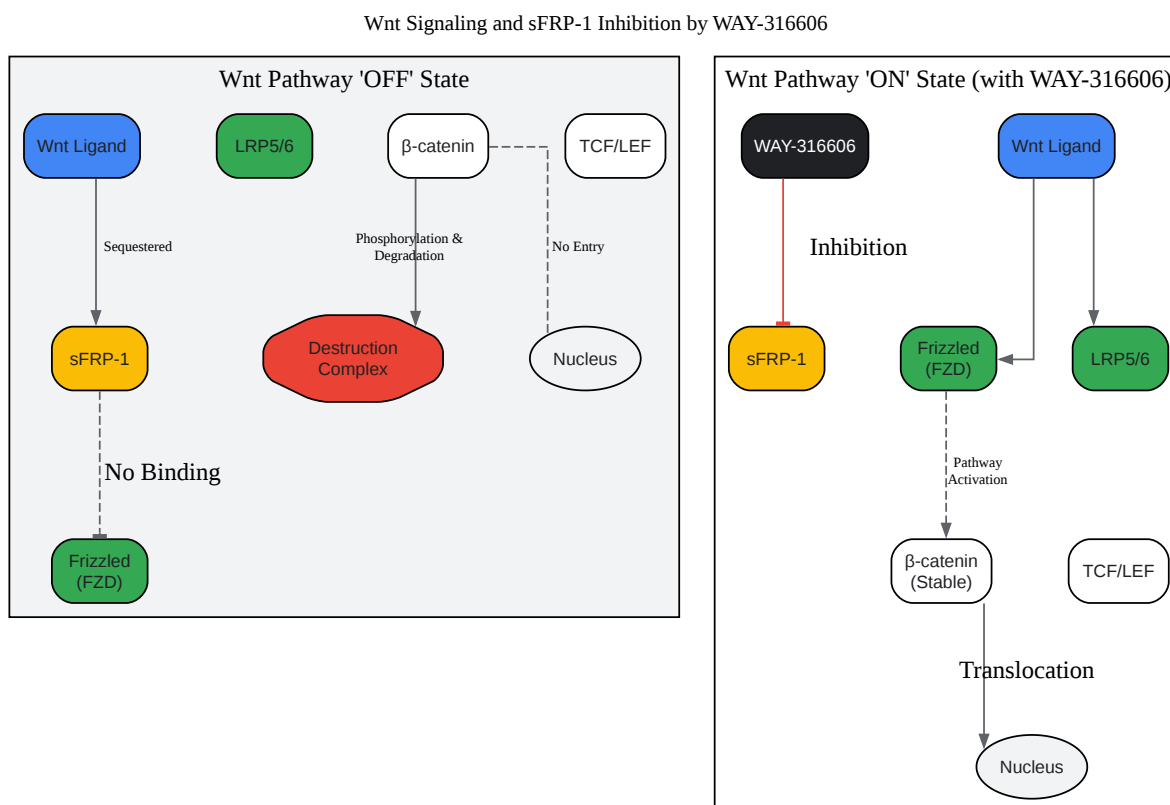 Wnt Signaling and sFRP-1 Inhibition by WAY-316606
Wnt Pathway 'OFF' State
Wnt Ligand
LRP5/6
β-catenin
TCF/LEF
Sequestered
Phosphorylation &
Degradation
No Entry
sFRP-1
Destruction
Complex
Nucleus
No Binding
Frizzled
(FZD)
Wnt Pathway 'ON' State (with WAY-316606)
WAY-316606
Wnt Ligand
Inhibition
sFRP-1
Frizzled
(FZD)
LRP5/6
Pathway
Activation
β-catenin
(Stable)
TCF/LEF
Translocation
Nucleus